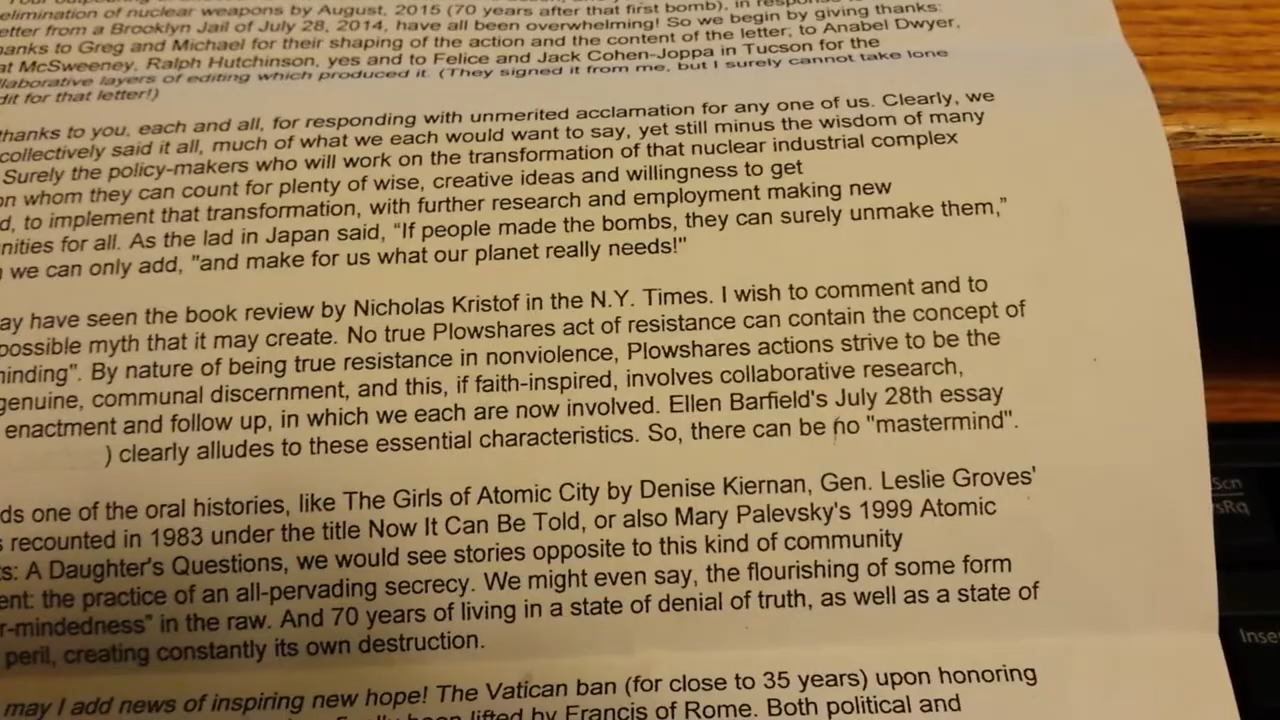 elimination of nuclear weapons by August, 2015 (70 years after that first bomb), in
etter from a Brooklyn Jail of July 28, 2014, have all been overwhelming! So we begin by giving thanks:
anks to Greg and Michael for their shaping of the action and the content of the letter, to Anabel Dwyer,
at McSweeney, Ralph Hutchinson, yes and to Felice and Jack Cohen-Joppa in Tucson for the
llaborative layers of editing which produced it. (They signed it from me, but I surely cannot take lone
dit for that letter!)
thanks to you, each and all, for responding with unmerited acclamation for any one of us. Clearly, we
collectively said it all, much of what we each would want to say, yet still minus the wisdom of many
Surely the policy-makers who will work on the transformation of that nuclear industrial complex
on whom they can count for plenty of wise, creative ideas and willingness to get
d, to implement that transformation, with further research and employment making new
nities for all. As the lad in Japan said, “If people made the bombs, they can surely unmake them,”
we can only add, "and make for us what our planet really needs!"
ay have seen the book review by Nicholas Kristof in the N.Y. Times. I wish to comment and to
possible myth that it may create. No true Plowshares act of resistance can contain the concept of
inding". By nature of being true resistance in nonviolence, Plowshares actions strive to be the
genuine, communal discernment, and this, if faith-inspired, involves collaborative research,
enactment and follow up, in which we each are now involved. Ellen Barfield's July 28th essay
) clearly alludes to these essential characteristics. So, there can be no "mastermind".
ds one of the oral histories, like The Girls of Atomic City by Denise Kiernan, Gen. Leslie Groves'
s recounted in 1983 under the title Now It Can Be Told, or also Mary Palevsky's 1999 Atomic
ts: A Daughter's Questions, we would see stories opposite to this kind of community
ent: the practice of an all-pervading secrecy. We might even say, the flourishing of some form
r-mindedness” in the raw. And 70 years of living in a state of denial of truth, as well as a state of
peril, creating constantly its own destruction.
may I add news of inspiring new hope! The Vatican ban (for close to 35 years) upon honoring
lifted by Francis of Rome. Both political and
Scn
sRq
Inse